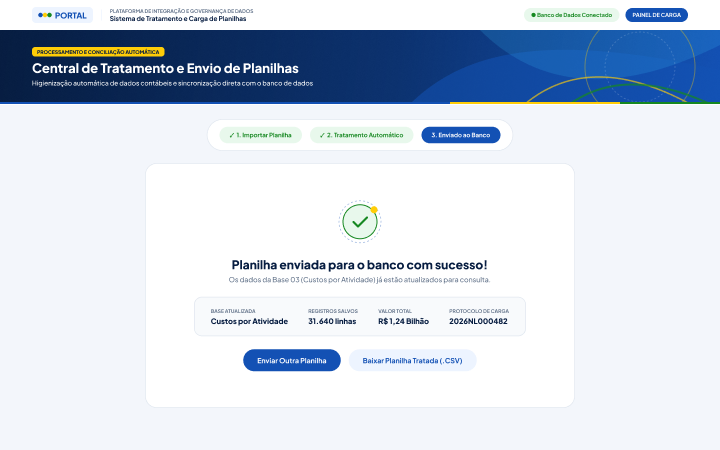 PORTAL
PLATAFORMA DE INTEGRAÇÃO E GOVERNANÇA DE DADOS
Sistema de Tratamento e Carga de Planilhas
Banco de Dados Conectado
PAINEL DE CARGA
PROCESSAMENTO E CONCILIAÇÃO AUTOMÁTICA
Central de Tratamento e Envio de Planilhas
Higienização automática de dados contábeis e sincronização direta com o banco de dados
✓ 1. Importar Planilha
✓ 2. Tratamento Automático
3. Enviado ao Banco
Planilha enviada para o banco com sucesso!
Os dados da Base 03 (Custos por Atividade) já estão atualizados para consulta.
BASE ATUALIZADA
Custos por Atividade
REGISTROS SALVOS
31.640 linhas
VALOR TOTAL
R$ 1,24 Bilhão
PROTOCOLO DE CARGA
2026NL000482
Enviar Outra Planilha
Baixar Planilha Tratada (.CSV)